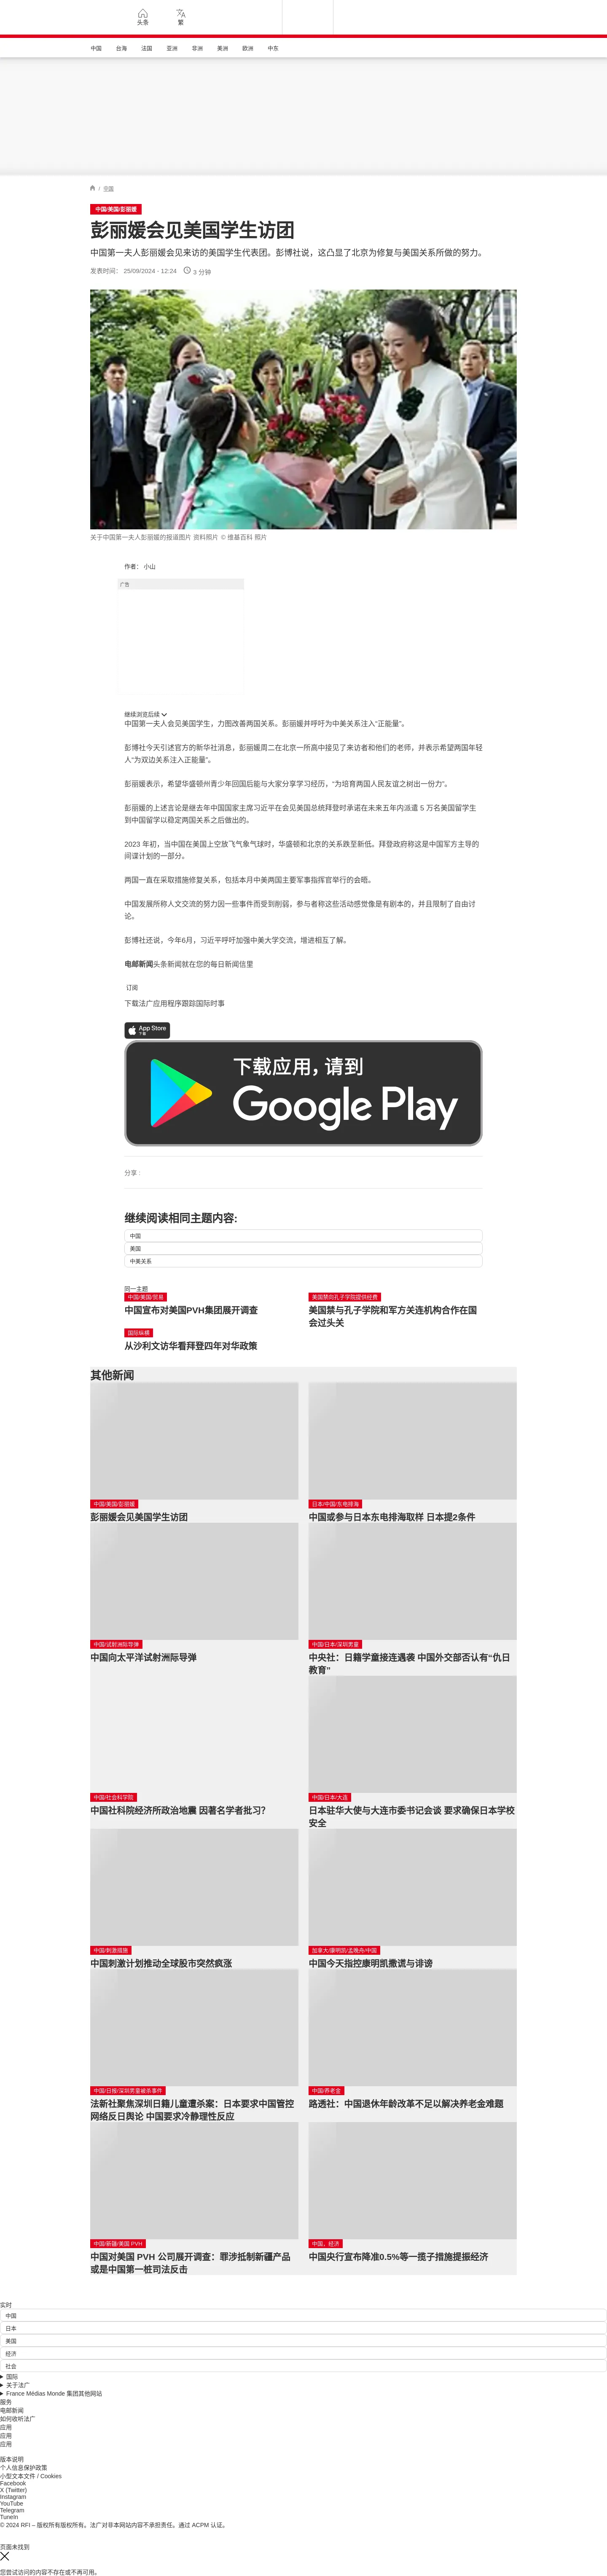 头条
繁
中国
台海
法国
亚洲
非洲
美洲
欧洲
中东
/ 中国
中国/美国/彭丽媛
彭丽媛会见美国学生访团
中国第一夫人彭丽媛会见来访的美国学生代表团。彭博社说，这凸显了北京为修复与美国关系所做的努力。
发表时间： 25/09/2024 - 12:24
3 分钟
关于中国第一夫人彭丽媛的报道图片 资料照片 © 维基百科 照片
作者： 小山
广告
继续浏览后续
中国第一夫人会见美国学生，力图改善两国关系。彭丽媛并呼吁为中美关系注入“正能量”。
彭博社今天引述官方的新华社消息，彭丽媛周二在北京一所高中接见了来访者和他们的老师，并表示希望两国年轻
人“为双边关系注入正能量”。
彭丽媛表示，希望华盛顿州青少年回国后能与大家分享学习经历，“为培育两国人民友谊之树出一份力”。
彭丽媛的上述言论是继去年中国国家主席习近平在会见美国总统拜登时承诺在未来五年内派遣 5 万名美国留学生
到中国留学以稳定两国关系之后做出的。
2023 年初，当中国在美国上空放飞气象气球时，华盛顿和北京的关系跌至新低。拜登政府称这是中国军方主导的
间谍计划的一部分。
两国一直在采取措施修复关系，包括本月中美两国主要军事指挥官举行的会晤。
中国发展所称人文交流的努力因一些事件而受到削弱，参与者称这些活动感觉像是有剧本的，并且限制了自由讨
论。
彭博社还说，今年6月，习近平呼吁加强中美大学交流，增进相互了解。
电邮新闻头条新闻就在您的每日新闻信里
订阅
下载法广应用程序跟踪国际时事
App Store
下载
下载应用，请到
Google Play
分享 :
继续阅读相同主题内容:
中国
美国
中美关系
同一主题
中国/美国/贸易
中国宣布对美国PVH集团展开调查
美国禁向孔子学院提供经费
美国禁与孔子学院和军方关连机构合作在国
会过头关
国际纵横
从沙利文访华看拜登四年对华政策
其他新闻
中国/美国/彭丽媛
彭丽媛会见美国学生访团
日本/中国/东电排海
中国或参与日本东电排海取样 日本提2条件
中国/试射洲际导弹
中国向太平洋试射洲际导弹
中国/日本/深圳男童
中央社：日籍学童接连遇袭 中国外交部否认有“仇日
教育”
中国/社会科学院
中国社科院经济所政治地震 因著名学者批习?
中国/日本/大连
日本驻华大使与大连市委书记会谈 要求确保日本学校
安全
中国/刺激措施
中国刺激计划推动全球股市突然疯涨
加拿大/康明凯/孟晚舟/中国
中国今天指控康明凯撒谎与诽谤
中国/日报/深圳男童被杀事件
法新社聚焦深圳日籍儿童遭杀案：日本要求中国管控
网络反日舆论 中国要求冷静理性反应
中国/养老金
路透社：中国退休年龄改革不足以解决养老金难题
中国/新疆/美国 PVH
中国对美国 PVH 公司展开调查：罪涉抵制新疆产品
或是中国第一桩司法反击
中国、经济
中国央行宣布降准0.5%等一揽子措施提振经济
实时
中国
日本
美国
经济
社会
国际
关于法广
France Médias Monde 集团其他网站
服务
电邮新闻
如何收听法广
应用
应用
应用
版本说明
个人信息保护政策
小型文本文件 / Cookies
Facebook
X (Twitter)
Instagram
YouTube
Telegram
TuneIn
© 2024 RFI – 版权所有版权所有。法广对非本网站内容不承担责任。通过 ACPM 认证。
页面未找到
您尝试访问的内容不存在或不再可用。